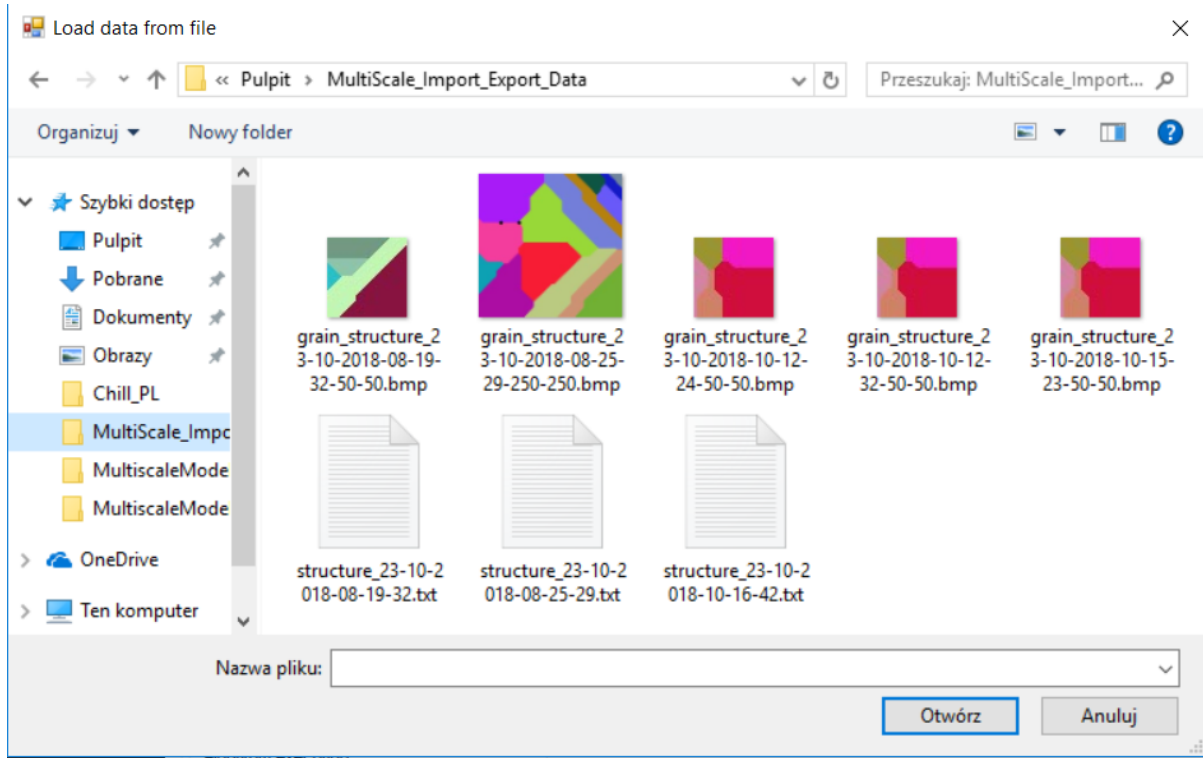 Load data from file
« Pulpit > MultiScale_Import_Export_Data
Przeszukaj: MultiScale_Import...
Organizuj
Nowy folder
Szybki dostęp
Pulpit
Pobrane
Dokumenty
Obrazy
Chill_PL
MultiScale_Impo
MultiscaleMode
MultiscaleMode
OneDrive
Ten komputer
grain_structure_2
3-10-2018-08-19-
32-50-50.bmp
grain_structure_2
3-10-2018-08-25-
29-250-250.bmp
grain_structure_2
3-10-2018-10-12-
24-50-50.bmp
grain_structure_2
3-10-2018-10-12-
32-50-50.bmp
grain_structure_2
3-10-2018-10-15-
23-50-50.bmp
structure_23-10-2
018-08-19-32.txt
structure_23-10-2
018-08-25-29.txt
structure_23-10-2
018-10-16-42.txt
Nazwa pliku:
Otwórz
Anuluj